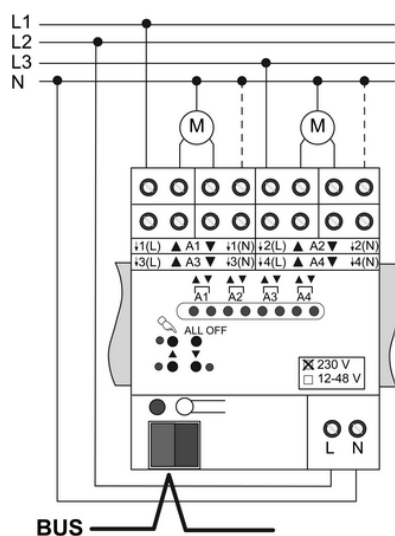 L1
L2
L3
N
M M
↓1(L) ▲ A1 ▼ ↓1(N) ↓2(L) ▲ A2 ▼ ↓2(N)
↓3(L) ▲ A3 ▼ ↓3(N) ↓4(L) ▲ A4 ▼ ↓4(N)
▲ ▼ ▲ ▼ ▲ ▼ ▲ ▼
A1 A2 A3 A4
ALL OFF
▲ ▼
☒ 230 V
☐ 12-48 V
L N
BUS